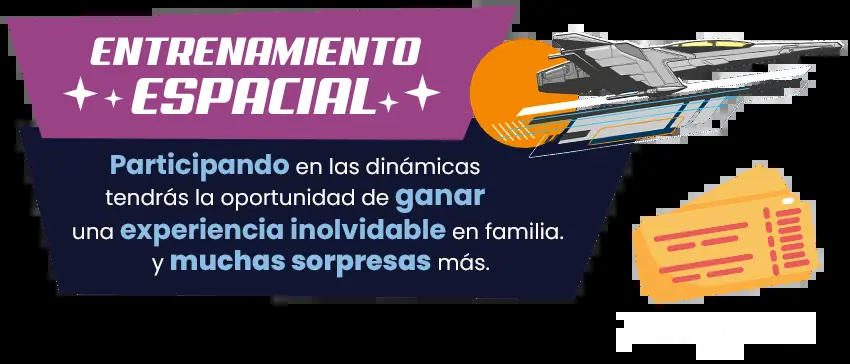 ENTRENAMIENTO
ESPACIAL
Participando en las dinámicas
tendrás la oportunidad de ganar
una experiencia inolvidable en familia.
y muchas sorpresas más.